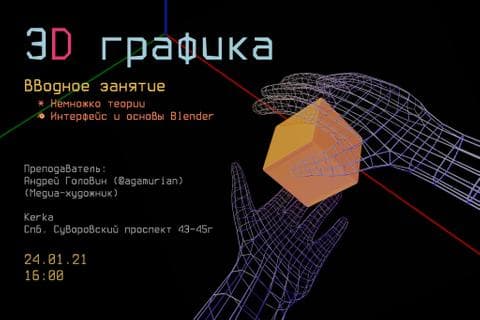 3D графика
ВВодное занятие
* Немножко теории
* Интерфейс и основы Blender
Преподаватель:
Андрей Головин (@agamurian)
(Медиа-художник)
Kerka
Спб. Суворовский проспект 43-45г
24.01.21
16:00